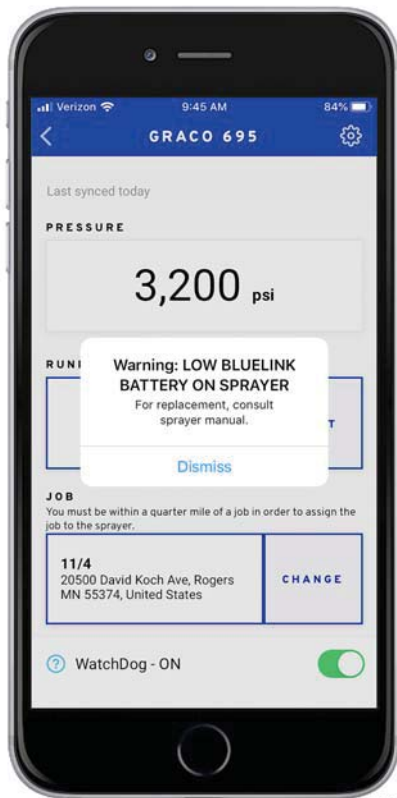 Verizon 9:45 AM 84%
GRACO 695
Last synced today
PRESSURE
3,200 psi
Warning: LOW BLUELINK
BATTERY ON SPRAYER
For replacement, consult
sprayer manual.
Dismiss
JOB
You must be within a quarter mile of a job in order to assign the
job to the sprayer.
11/4
20500 David Koch Ave, Rogers
MN 55374, United States
CHANGE
? WatchDog - ON